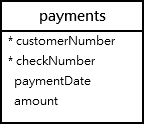 payments
* customerNumber
* checkNumber
paymentDate
amount